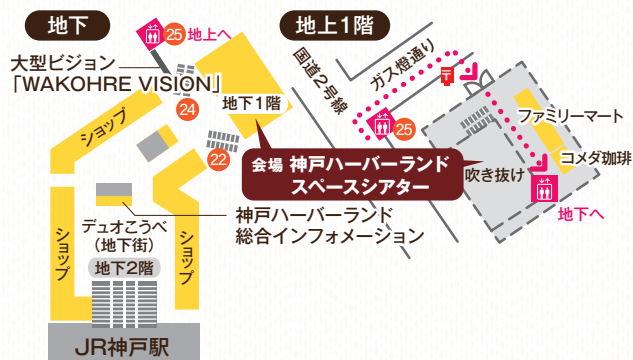 地下
25 地上へ
大型ビジョン
「WAKOHRE VISION」
24
地下1階
ショップ
22
会場 神戸ハーバーランド
スペースシアター
神戸ハーバーランド
総合インフォメーション
デュオこうべ
(地下街)
ショップ
ショップ
地下2階
JR神戸駅
地上1階
国道2号線
ガス燈通り
〒
25
ファミリーマート
コメダ珈琲
吹き抜け
地下へ